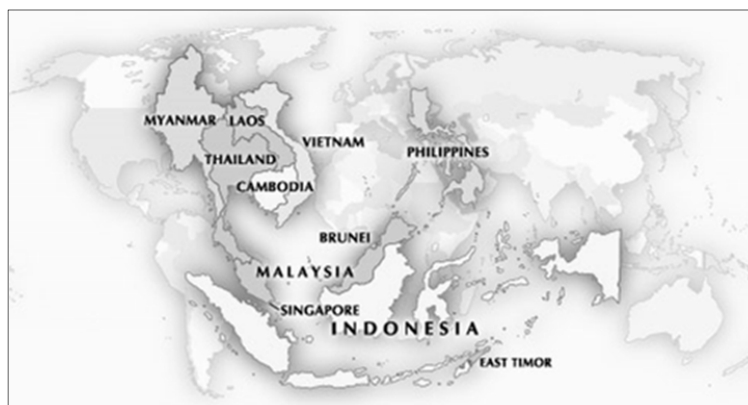 MYANMAR
LAOS
VIETNAM
PHILIPPINES
THAILAND
CAMBODIA
BRUNEI
MALAYSIA
SINGAPORE
INDONESIA
EAST TIMOR